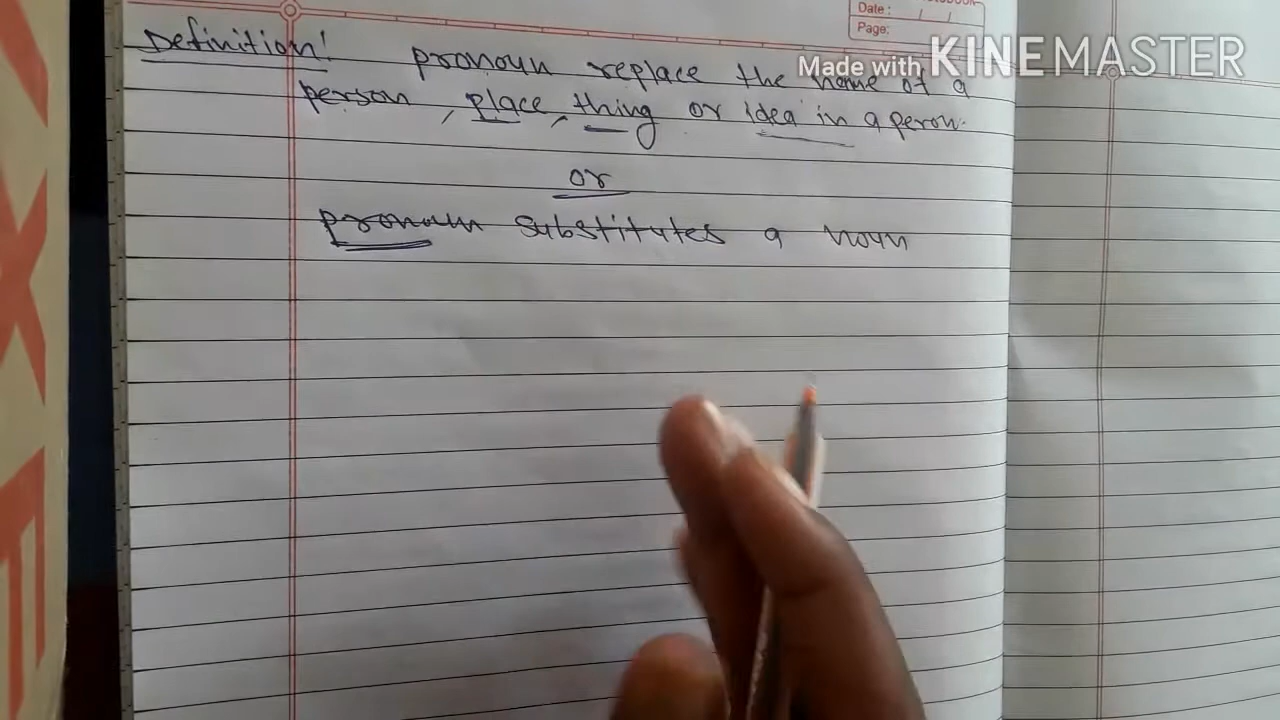 Date : / /
Page:
Made with KINEMASTER
Definition! pronoun replace the name of a
person, place, thing or idea in a peron.
or
pronoun substitutes a noun